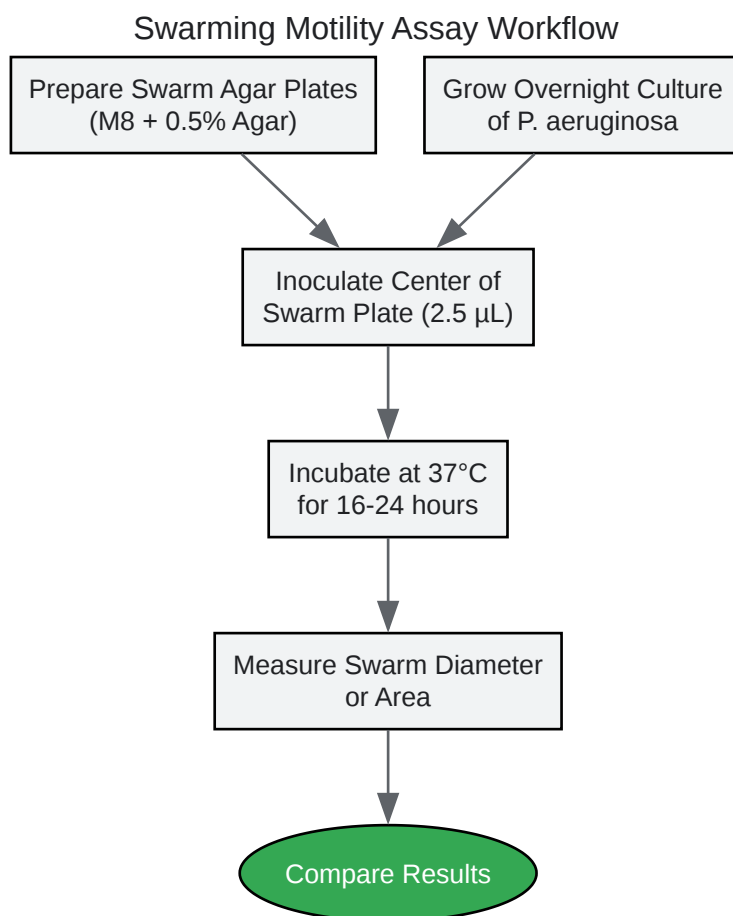 Swarming Motility Assay Workflow
Prepare Swarm Agar Plates
(M8 + 0.5% Agar)
Grow Overnight Culture
of P. aeruginosa
Inoculate Center of
Swarm Plate (2.5 µL)
Incubate at 37°C
for 16-24 hours
Measure Swarm Diameter
or Area
Compare Results